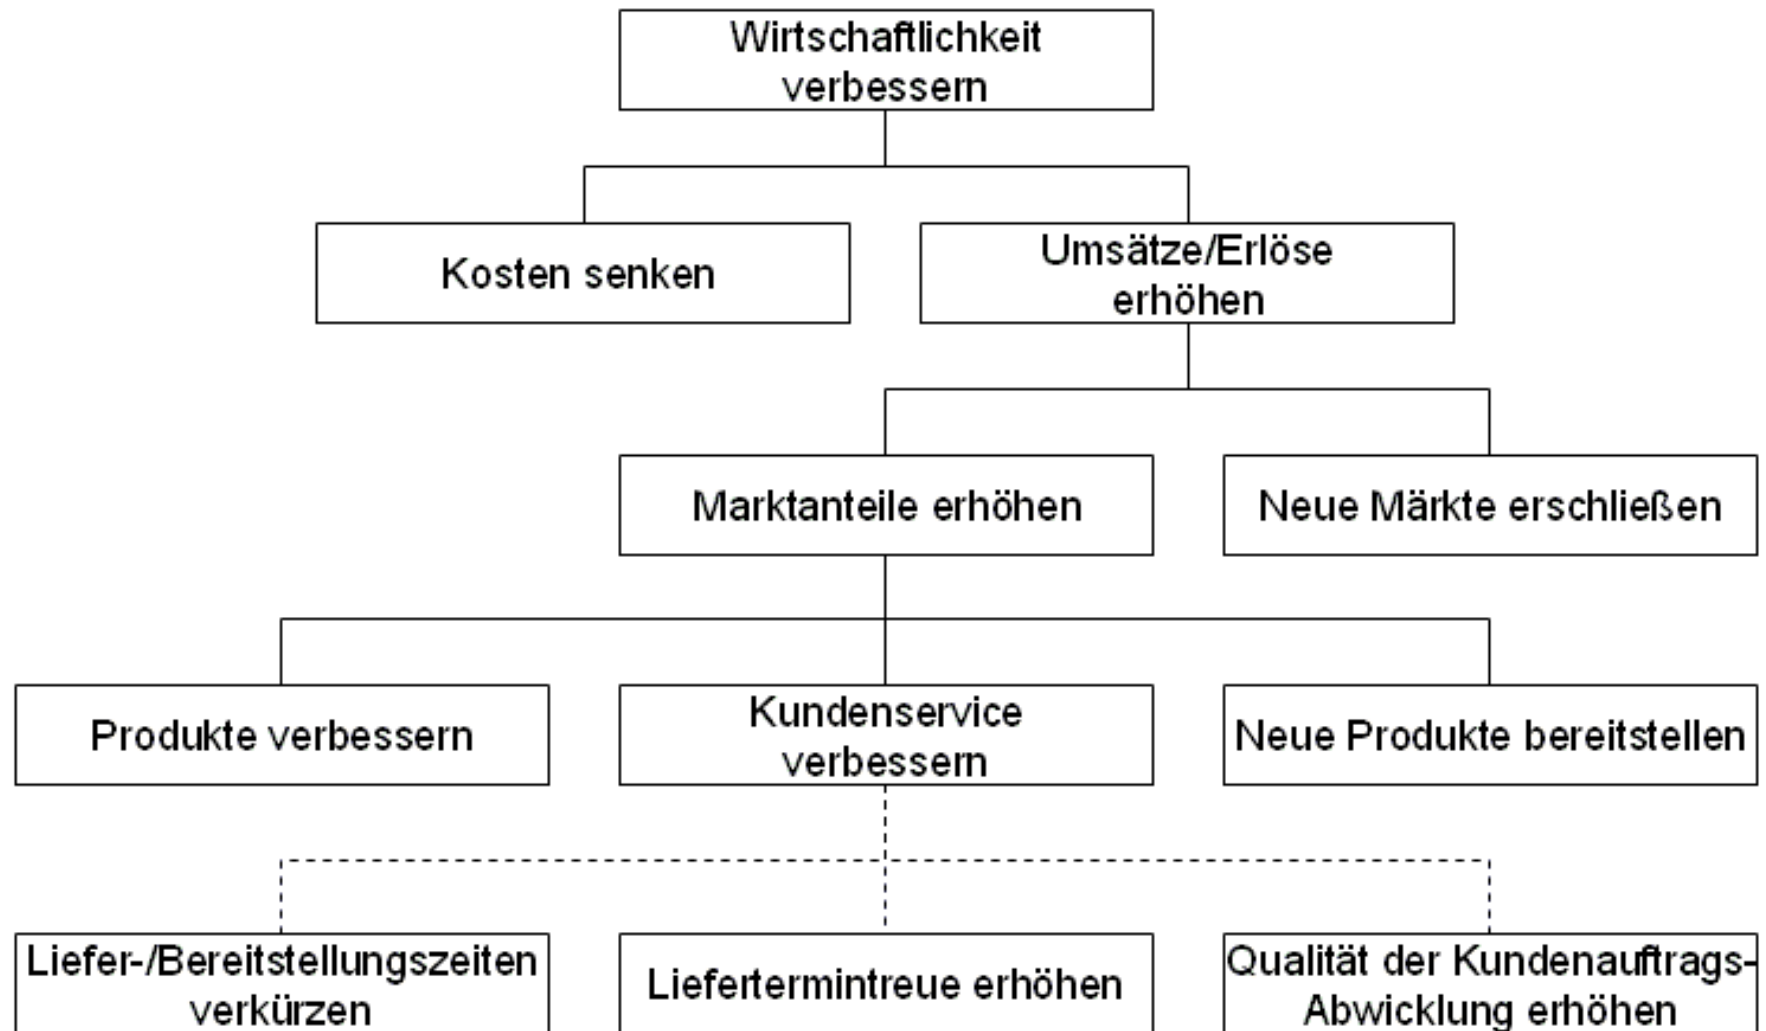 Wirtschaftlichkeit
verbessern
Kosten senken
Umsätze/Erlöse
erhöhen
Marktanteile erhöhen
Neue Märkte erschließen
Produkte verbessern
Kundenservice
verbessern
Neue Produkte bereitstellen
Liefer-/Bereitstellungszeiten
verkürzen
Liefertermintreue erhöhen
Qualität der Kundenauftrags-
Abwicklung erhöhen